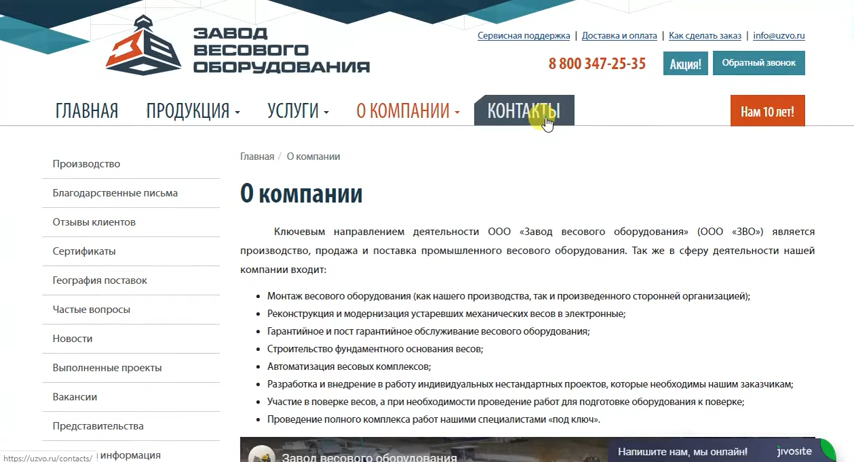 ЗАВОД
ВЕСОВОГО
ОБОРУДОВАНИЯ
Сервисная поддержка | Доставка и оплата | Как сделать заказ | info@uzvo.ru
8 800 347-25-35
Акция!
Обратный звонок
ГЛАВНАЯ ПРОДУКЦИЯ УСЛУГИ О КОМПАНИИ КОНТАКТЫ
Нам 10 лет!
Производство
Благодарственные письма
Отзывы клиентов
Сертификаты
География поставок
Частые вопросы
Новости
Выполненные проекты
Вакансии
Представительства
информация
Главная / О компании
О компании
Ключевым направлением деятельности ООО «Завод весового оборудования» (ООО «ЗВО») является
производство, продажа и поставка промышленного весового оборудования. Так же в сферу деятельности нашей
компании входит:
• Монтаж весового оборудования (как нашего производства, так и произведенного сторонней организацией);
• Реконструкция и модернизация устаревших механических весов в электронные;
• Гарантийное и пост гарантийное обслуживание весового оборудования;
• Строительство фундаментного основания весов;
• Автоматизация весовых комплексов;
• Разработка и внедрение в работу индивидуальных нестандартных проектов, которые необходимы нашим заказчикам;
• Участие в поверке весов, а при необходимости проведение работ для подготовке оборудования к поверке;
• Проведение полного комплекса работ нашими специалистами «под ключ».
Завод весового оборудования
Напишите нам, мы онлайн!
jivosite
https://uzvo.ru/contacts/